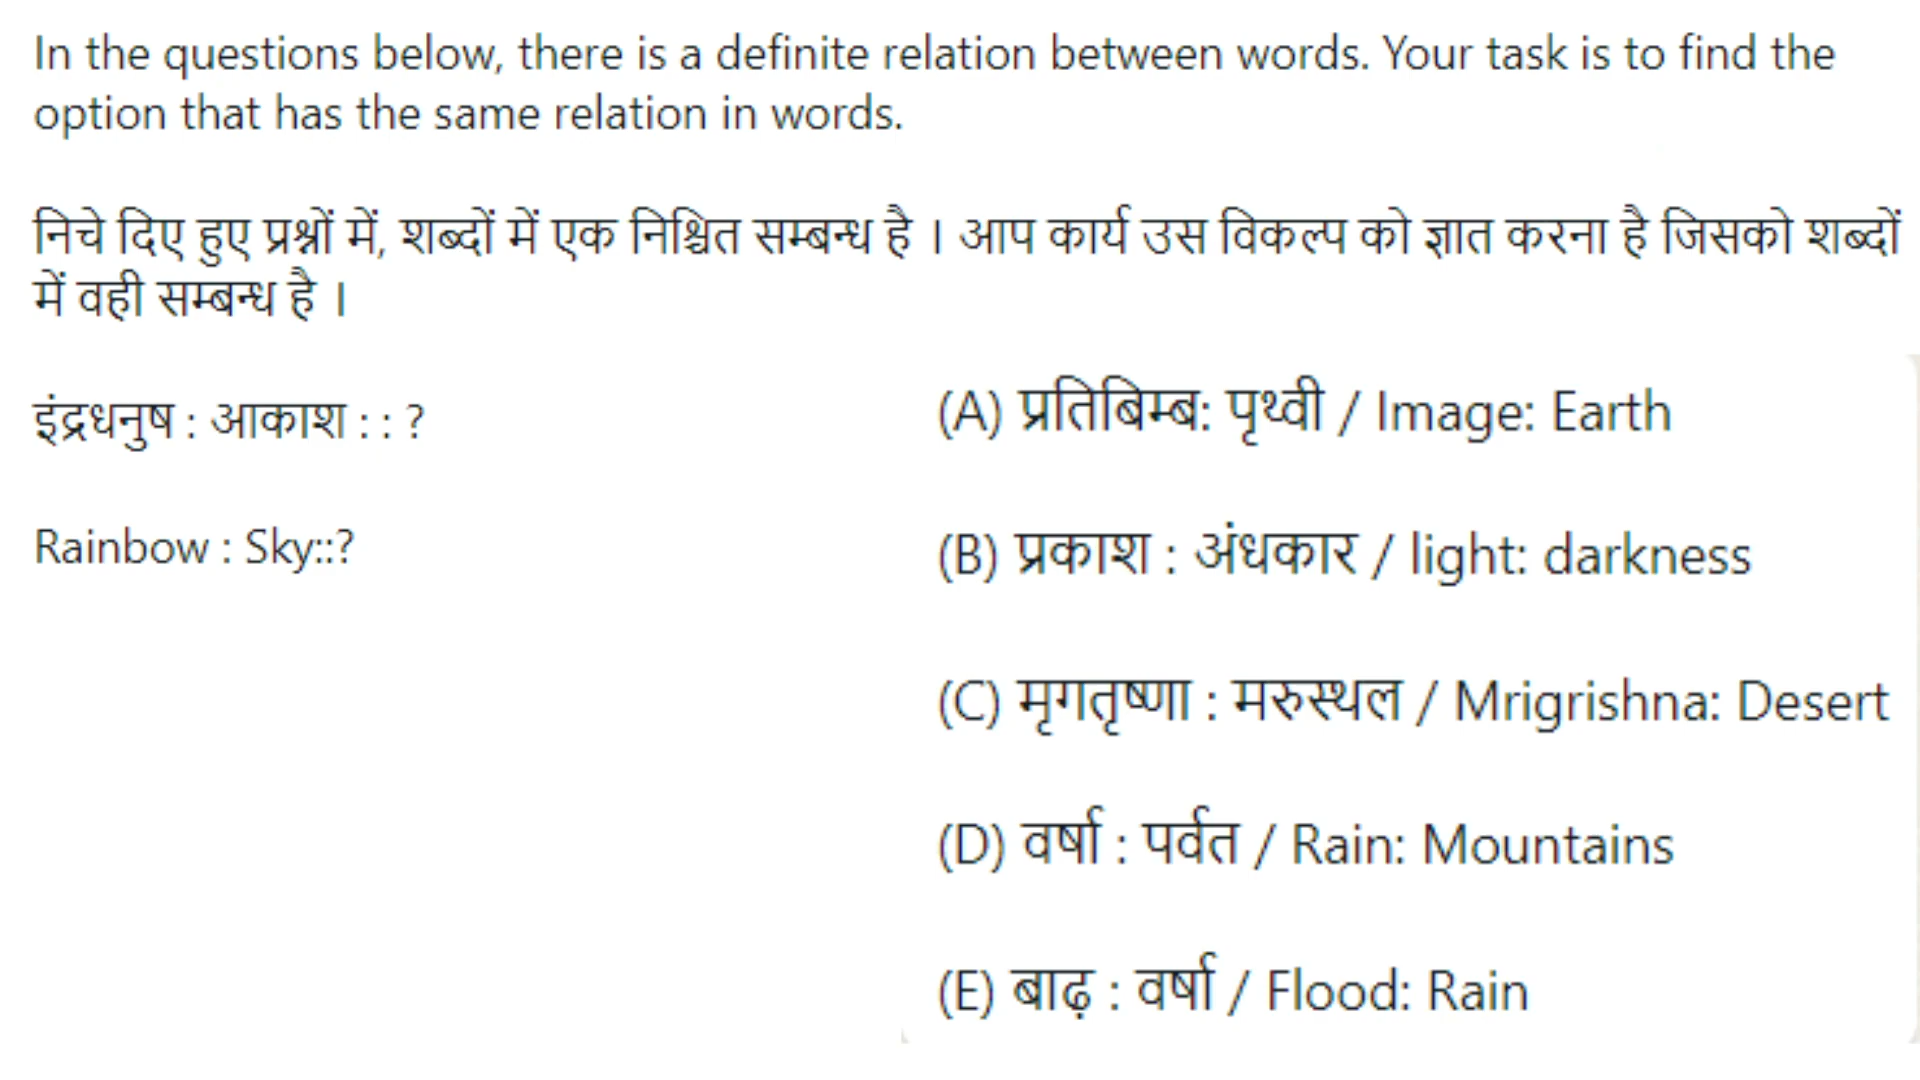 In the questions below, there is a definite relation between words. Your task is to find the
option that has the same relation in words.
निचे दिए हुए प्रश्नों में, शब्दों में एक निश्चित सम्बन्ध है । आप कार्य उस विकल्प को ज्ञात करना है जिसको शब्दों
में वही सम्बन्ध है ।
इंद्रधनुष : आकाश : : ?
Rainbow : Sky::?
(A) प्रतिबिम्ब: पृथ्वी / Image: Earth
(B) प्रकाश : अंधकार / light: darkness
(C) मृगतृष्णा : मरुस्थल / Mrigrishna: Desert
(D) वर्षा : पर्वत / Rain: Mountains
(E) बाढ़ : वर्षा / Flood: Rain